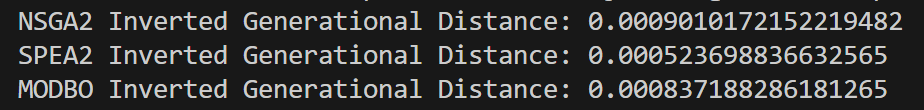 NSGA2 Inverted Generational Distance: 0.0009010172152219482
SPEA2 Inverted Generational Distance: 0.000523698836632565
MODBO Inverted Generational Distance: 0.000837188286181265